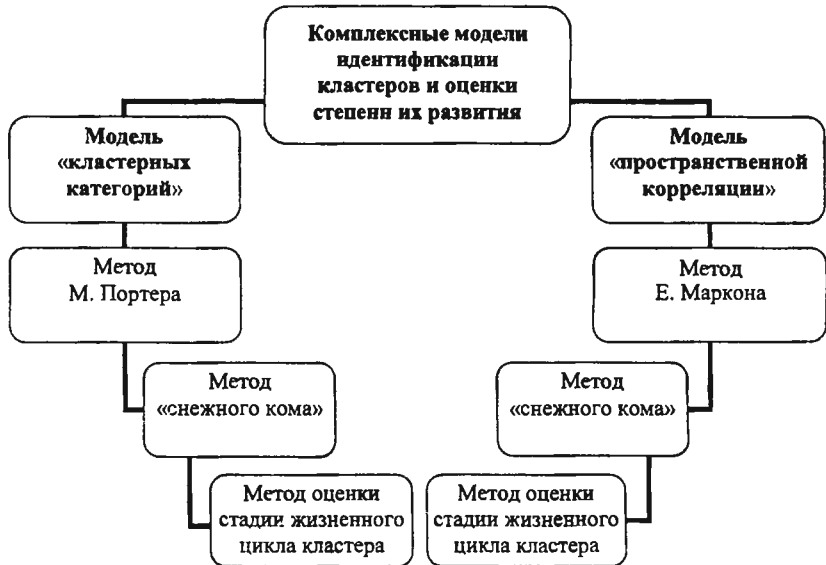 Комплексные модели
идентификации
кластеров и оценки
степени их развития
Модель
«кластерных
категорий»
Модель
«пространственной
корреляции»
Метод
М. Портера
Метод
Е. Маркона
Метод
«снежного кома»
Метод
«снежного кома»
Метод оценки
стадии жизненного
цикла кластера
Метод оценки
стадии жизненного
цикла кластера